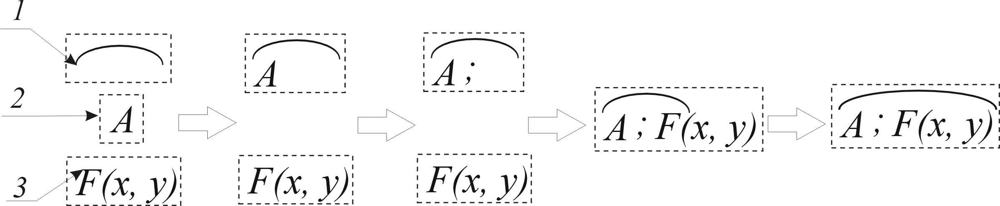 1
2
3
A
F(x, y)
A
F(x, y)
A ;
F(x, y)
A ; F(x, y)
A ; F(x, y)